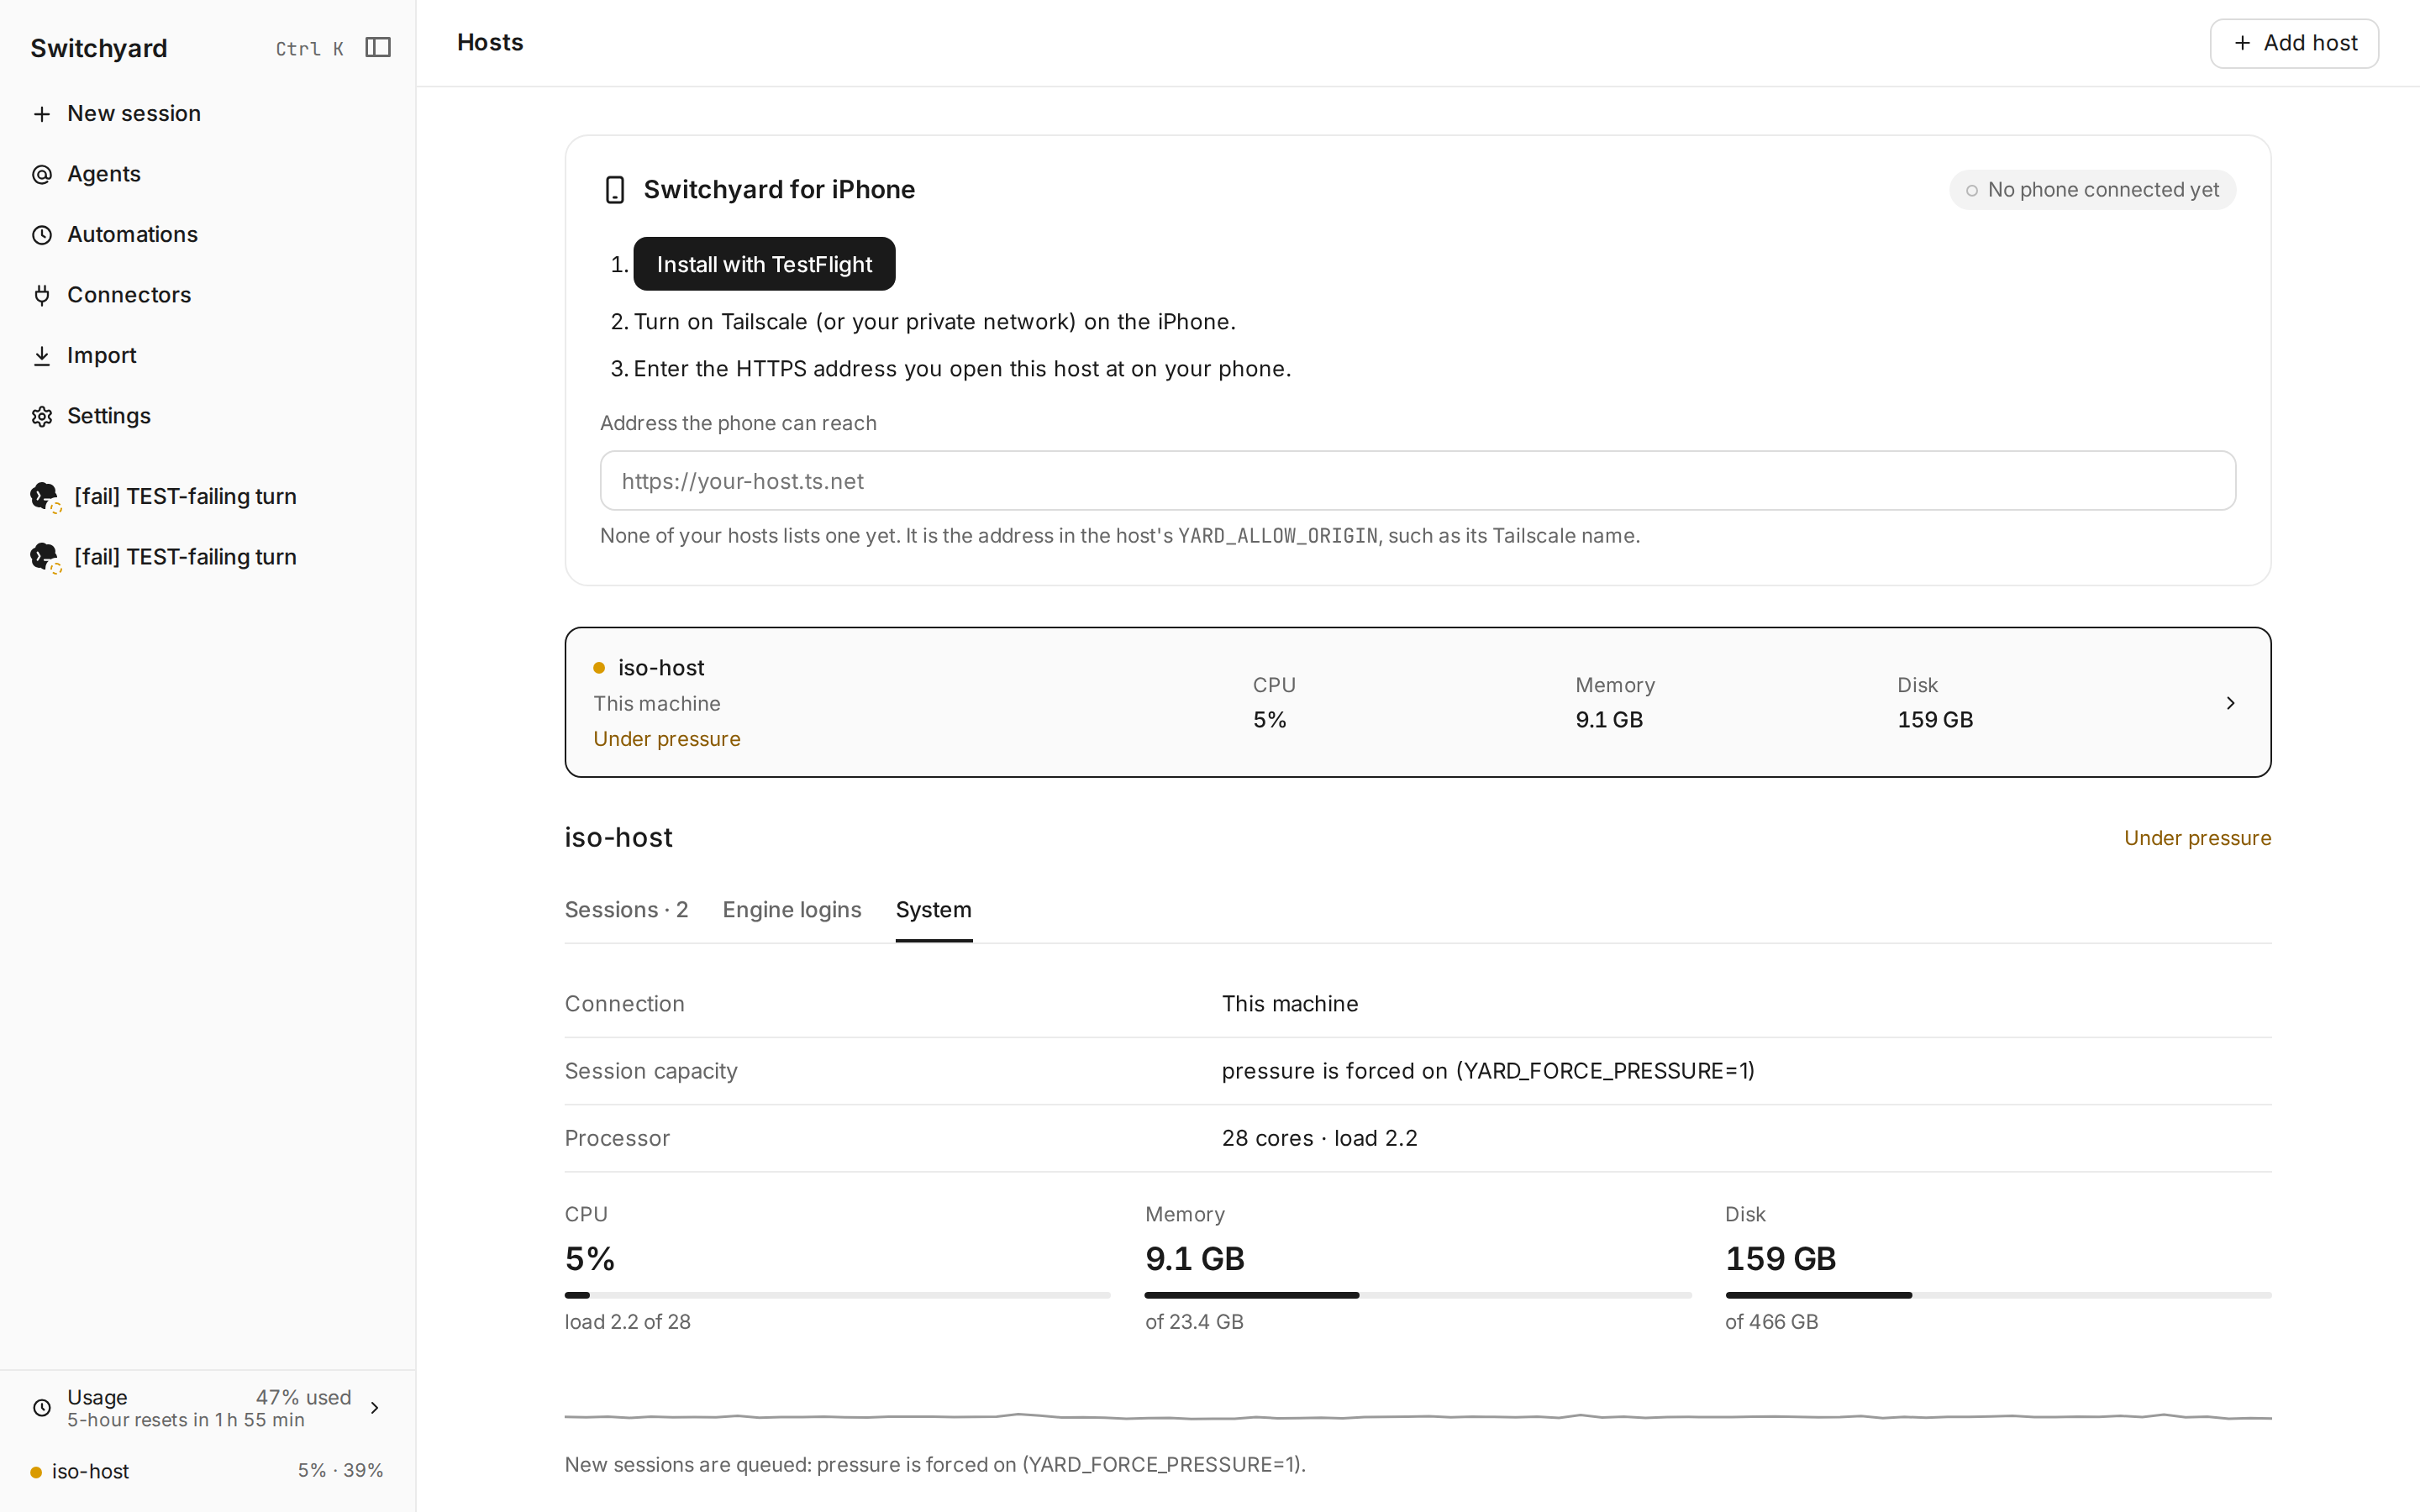 Switchyard
Ctrl K
New session
Agents
Automations
Connectors
Import
Settings
[fail] TEST-failing turn
[fail] TEST-failing turn
Usage
47% used
5-hour resets in 1 h 55 min
iso-host
5% · 39%
Hosts
Add host
Switchyard for iPhone
No phone connected yet
1. Install with TestFlight
2. Turn on Tailscale (or your private network) on the iPhone.
3. Enter the HTTPS address you open this host at on your phone.
Address the phone can reach
https://your-host.ts.net
None of your hosts lists one yet. It is the address in the host's YARD_ALLOW_ORIGIN, such as its Tailscale name.
iso-host
This machine
Under pressure
CPU
5%
Memory
9.1 GB
Disk
159 GB
iso-host
Under pressure
Sessions · 2
Engine logins
System
Connection
This machine
Session capacity
pressure is forced on (YARD_FORCE_PRESSURE=1)
Processor
28 cores · load 2.2
CPU
5%
load 2.2 of 28
Memory
9.1 GB
of 23.4 GB
Disk
159 GB
of 466 GB
New sessions are queued: pressure is forced on (YARD_FORCE_PRESSURE=1).